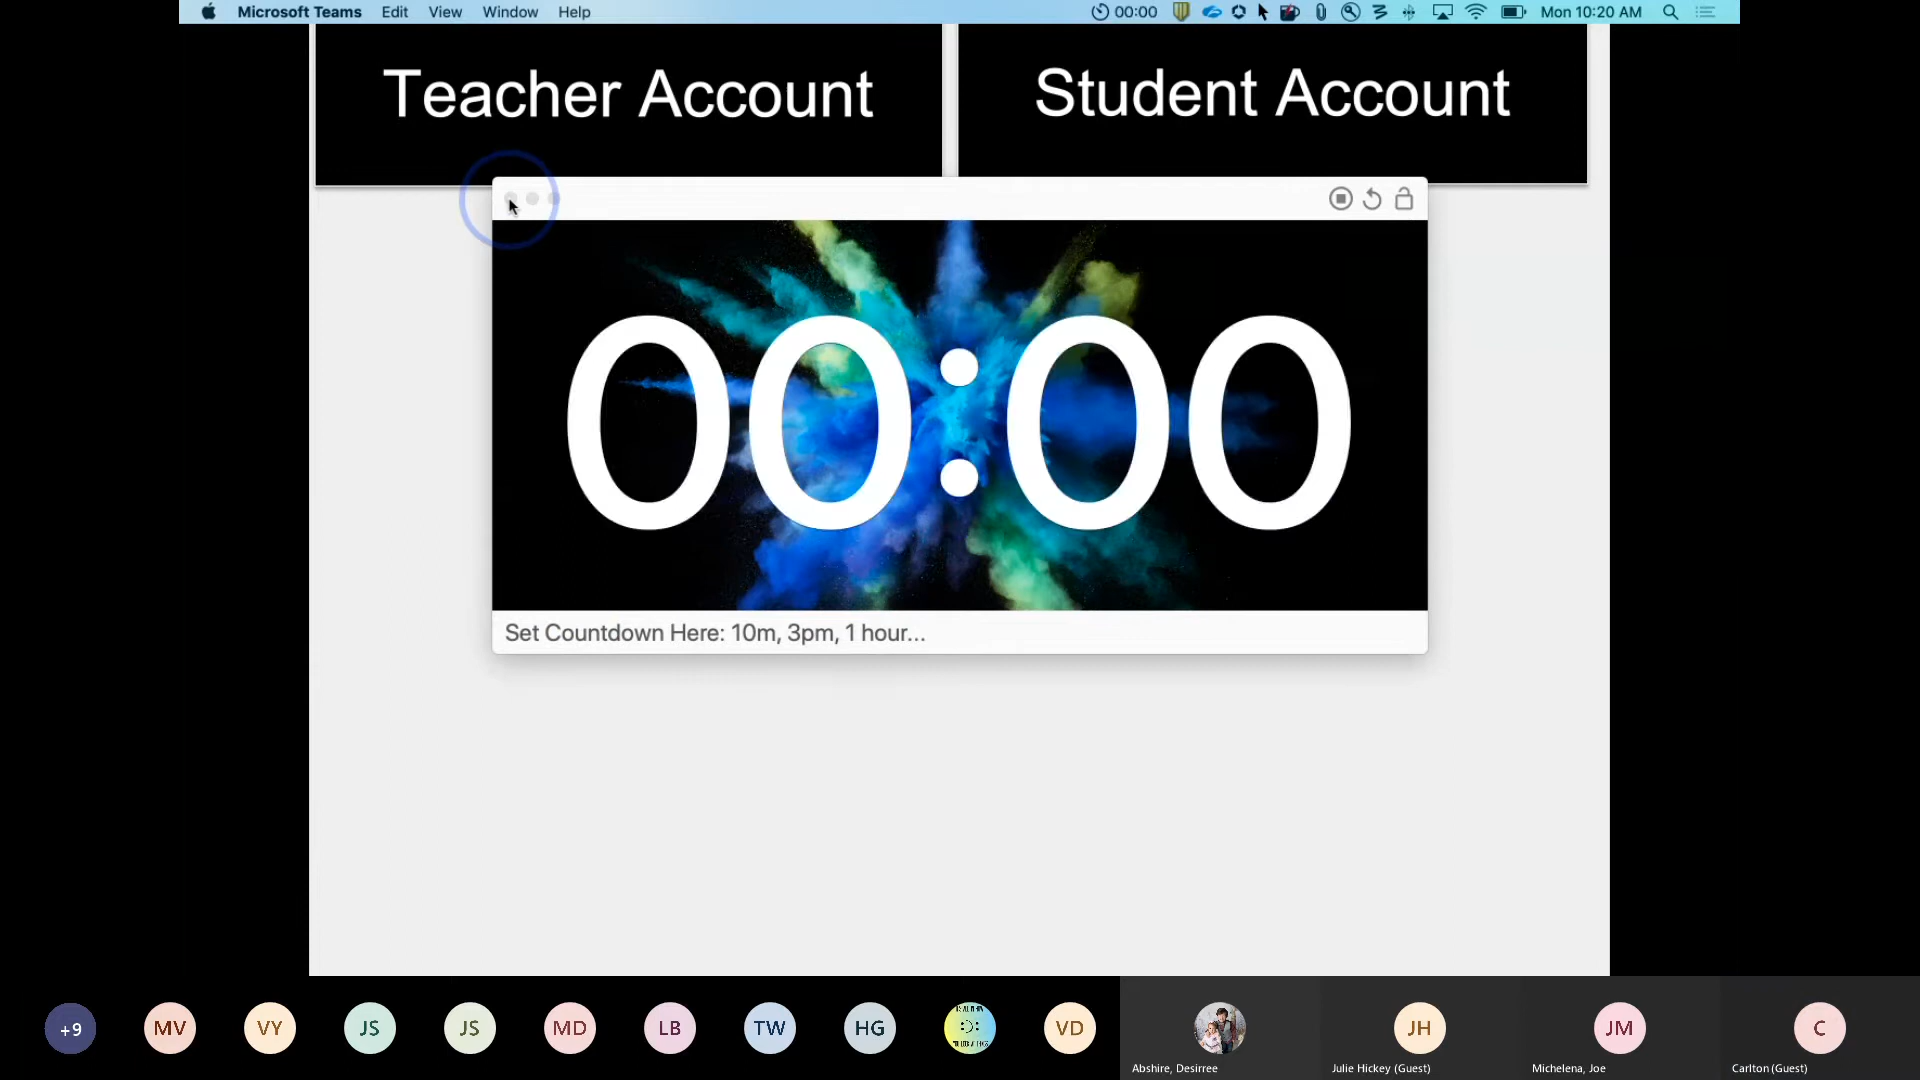 Microsoft Teams Edit View Window Help 00:00 Mon 10:20 AM
Teacher Account
Student Account
00:00
Set Countdown Here: 10m, 3pm, 1 hour...
+9 MV VY JS JS MD LB TW HG VD JH JM C
Abshire, Desirree
Julie Hickey (Guest)
Michelena, Joe
Carlton (Guest)